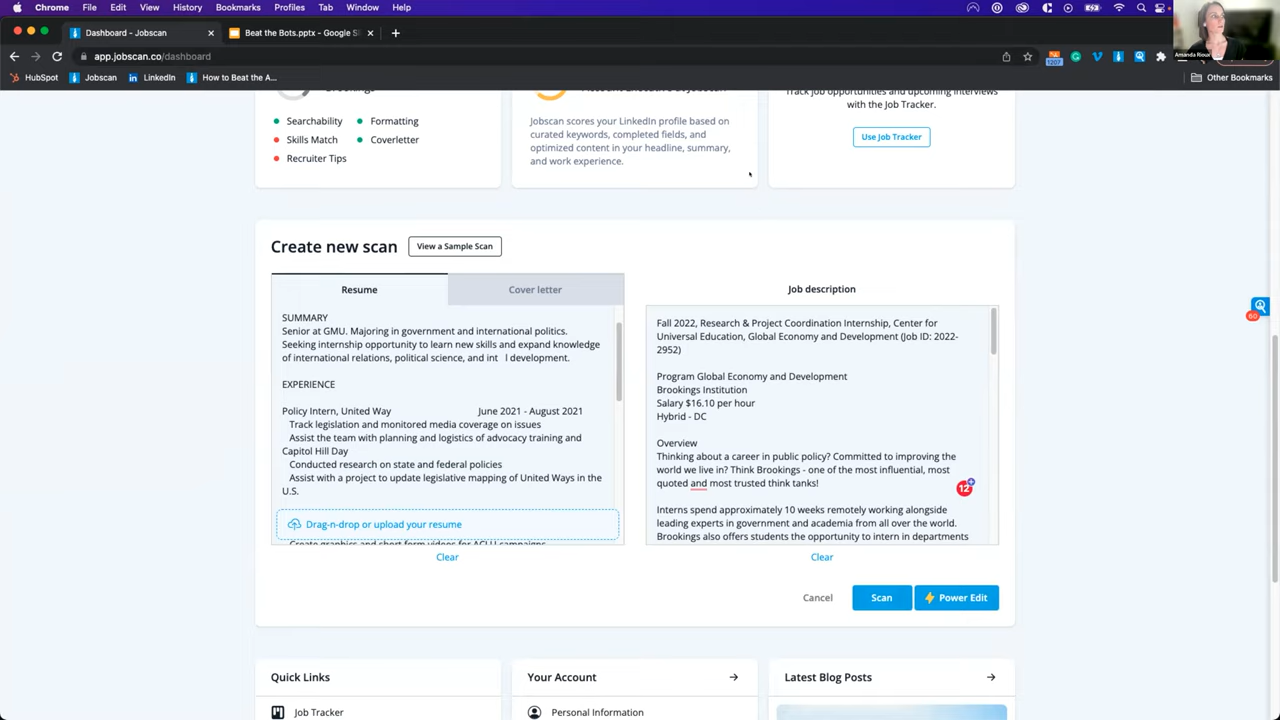 Chrome File Edit View History Bookmarks Profiles Tab Window Help
Dashboard - Jobscan
Beat the Bots.pptx - Google Sl
app.jobscan.co/dashboard
1207
Amanda Rioux
HubSpot Jobscan LinkedIn How to Beat the A...
Other Bookmarks
Searchability Formatting
Skills Match Coverletter
Recruiter Tips
Jobscan scores your LinkedIn profile based on
curated keywords, completed fields, and
optimized content in your headline, summary,
and work experience.
Track job opportunities and upcoming interviews
with the Job Tracker.
Use Job Tracker
Create new scan
View a Sample Scan
Resume
Cover letter
SUMMARY
Senior at GMU. Majoring in government and international politics.
Seeking internship opportunity to learn new skills and expand knowledge
of international relations, political science, and int l development.
EXPERIENCE
Policy Intern, United Way June 2021 - August 2021
Track legislation and monitored media coverage on issues
Assist the team with planning and logistics of advocacy training and
Capitol Hill Day
Conducted research on state and federal policies
Assist with a project to update legislative mapping of United Ways in the
U.S.
Drag-n-drop or upload your resume
Create graphics and short form videos for ACLU campaigns
Clear
Job description
Fall 2022, Research & Project Coordination Internship, Center for
Universal Education, Global Economy and Development (Job ID: 2022-
2952)
Program Global Economy and Development
Brookings Institution
Salary $16.10 per hour
Hybrid - DC
Overview
Thinking about a career in public policy? Committed to improving the
world we live in? Think Brookings - one of the most influential, most
quoted and most trusted think tanks!
12
Interns spend approximately 10 weeks remotely working alongside
leading experts in government and academia from all over the world.
Brookings also offers students the opportunity to intern in departments
Clear
Cancel
Scan
Power Edit
50
Quick Links
Job Tracker
Your Account
Personal Information
Latest Blog Posts